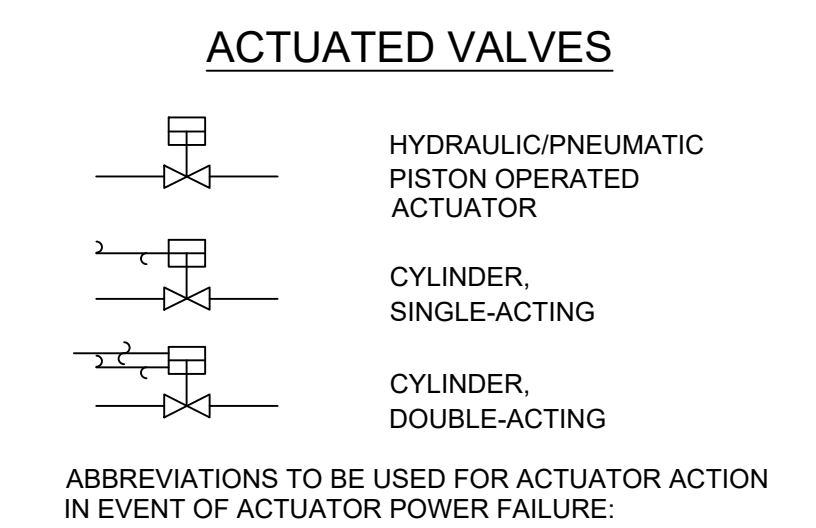 ACTUATED VALVES
HYDRAULIC/PNEUMATIC
PISTON OPERATED
ACTUATOR
CYLINDER,
SINGLE-ACTING
CYLINDER,
DOUBLE-ACTING
ABBREVIATIONS TO BE USED FOR ACTUATOR ACTION
IN EVENT OF ACTUATOR POWER FAILURE: